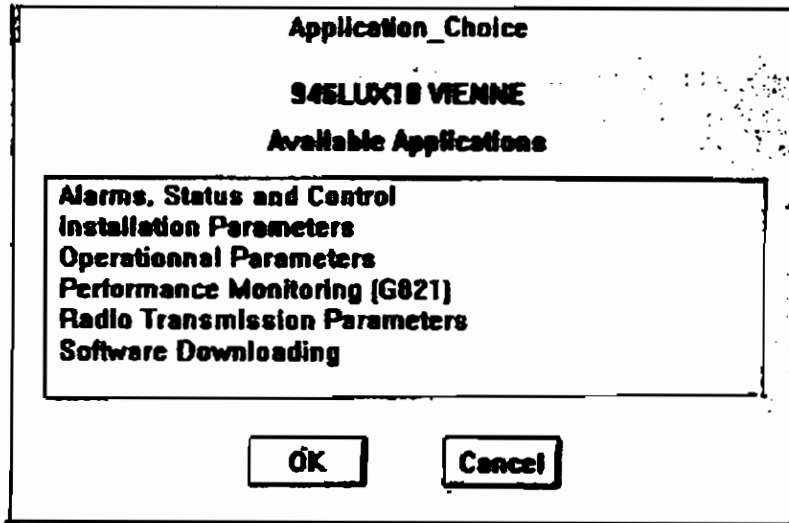 Application_Choice
945LUX10 VIENNE
Available Applications
Alarms, Status and Control
Installation Parameters
Operationnal Parameters
Performance Monitoring (G821)
Radio Transmission Parameters
Software Downloading
OK
Cancel